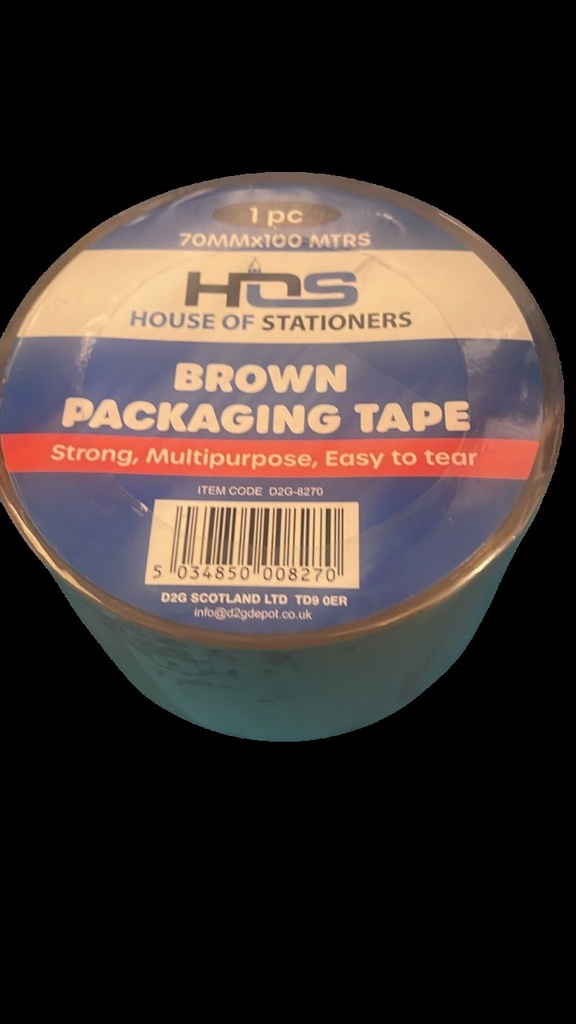 1 pc
70MMx100 MTRS
HOS
HOUSE OF STATIONERS
BROWN
PACKAGING TAPE
Strong, Multipurpose, Easy to tear
ITEM CODE D2G-8270
5 034850 008270
D2G SCOTLAND LTD TD9 0ER
info@d2gdepot.co.uk